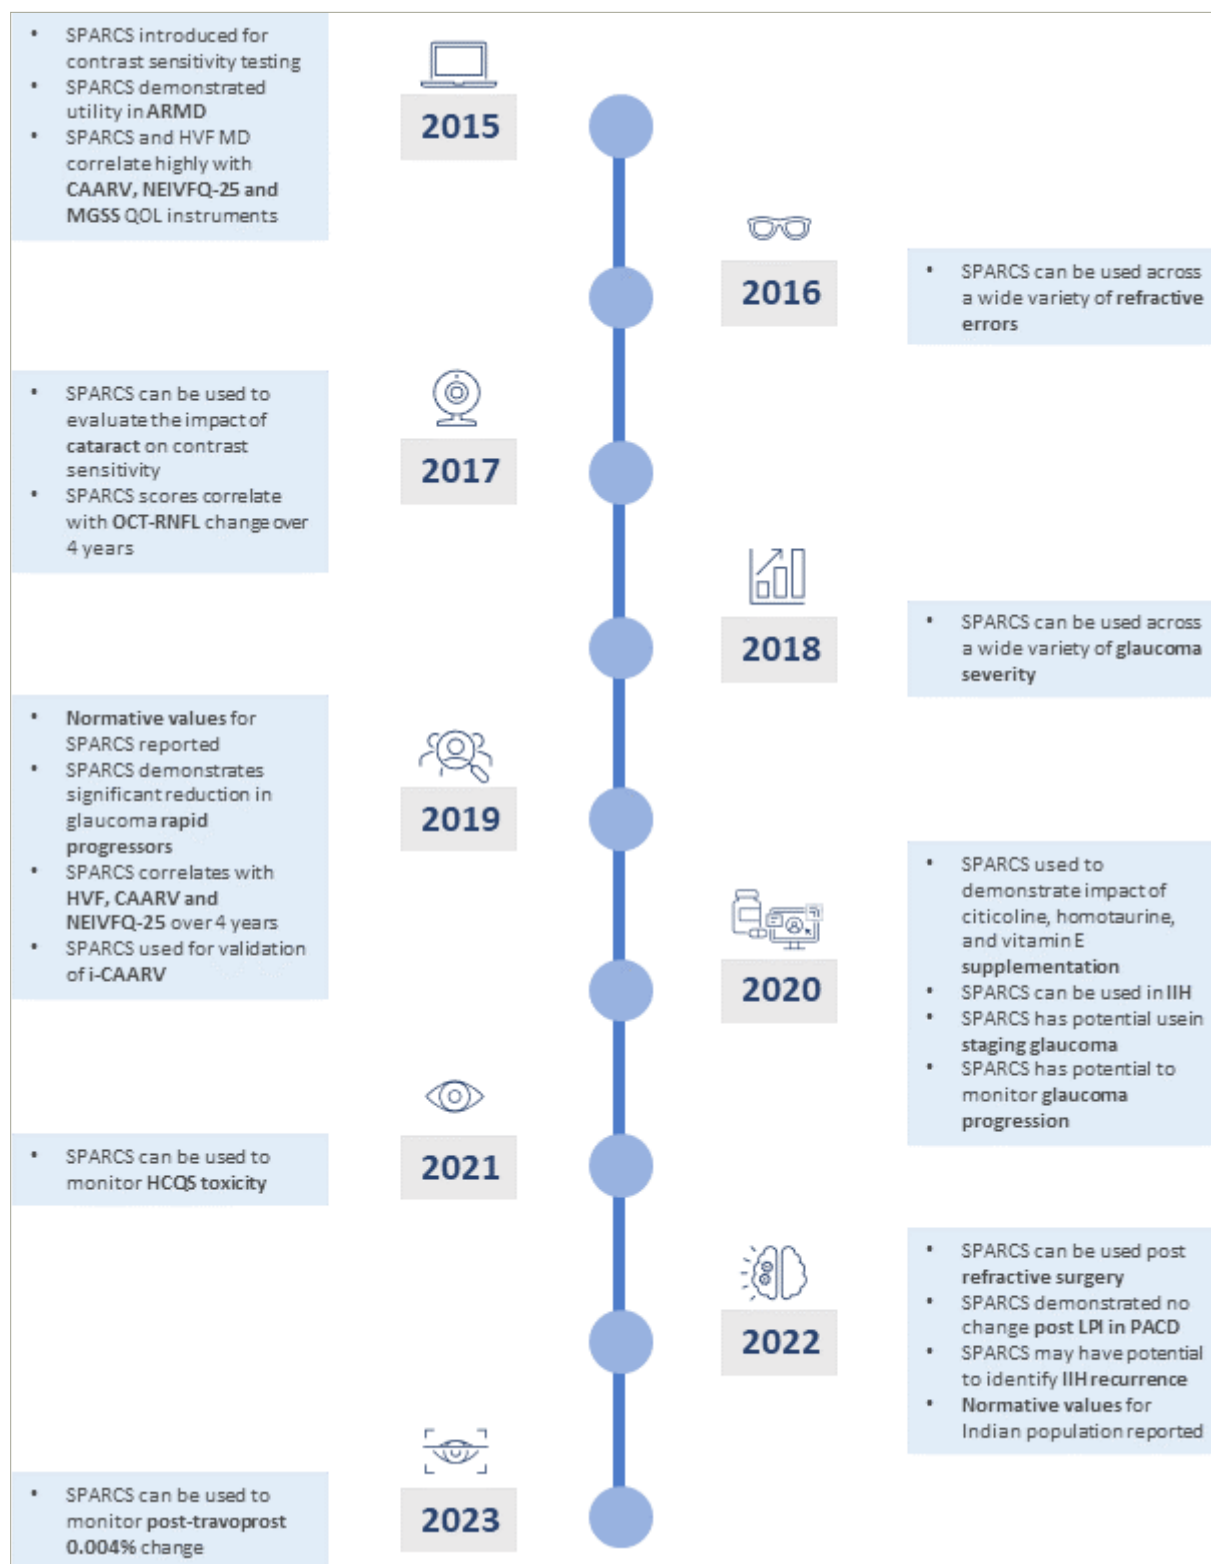 • SPARCS introduced for
contrast sensitivity testing
• SPARCS demonstrated
utility in ARMD
• SPARCS and HVF MD
correlate highly with
CAARV, NEIVFQ-25 and
MGSS QOL instruments
2015
2016
• SPARCS can be used across
a wide variety of refractive
errors
• SPARCS can be used to
evaluate the impact of
cataract on contrast
sensitivity
• SPARCS scores correlate
with OCT-RNFL change over
4 years
2017
2018
• SPARCS can be used across
a wide variety of glaucoma
severity
• Normative values for
SPARCS reported
• SPARCS demonstrates
significant reduction in
glaucoma rapid
progressors
• SPARCS correlates with
HVF, CAARV and
NEIVFQ-25 over 4 years
• SPARCS used for validation
of i-CAARV
2019
2020
• SPARCS used to
demonstrate impact of
citicoline, homotaurine,
and vitamin E
supplementation
• SPARCS can be used in IIH
• SPARCS has potential usein
staging glaucoma
• SPARCS has potential to
monitor glaucoma
progression
• SPARCS can be used to
monitor HCQS toxicity
2021
2022
• SPARCS can be used post
refractive surgery
• SPARCS demonstrated no
change post LPI in PACD
• SPARCS may have potential
to identify IIH recurrence
• Normative values for
Indian population reported
• SPARCS can be used to
monitor post-travoprost
0.004% change
2023